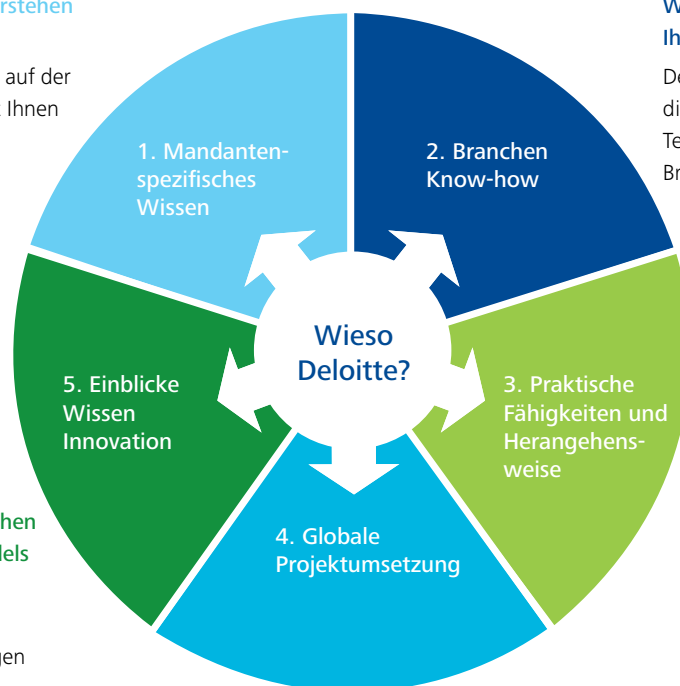 1. Mandanten-
spezifisches
Wissen
2. Branchen
Know-how
Wieso
Deloitte?
3. Praktische
Fähigkeiten und
Herangehens-
weise
4. Globale
Projektumsetzung
5. Einblicke
Wissen
Innovation
auf der
Ihnen